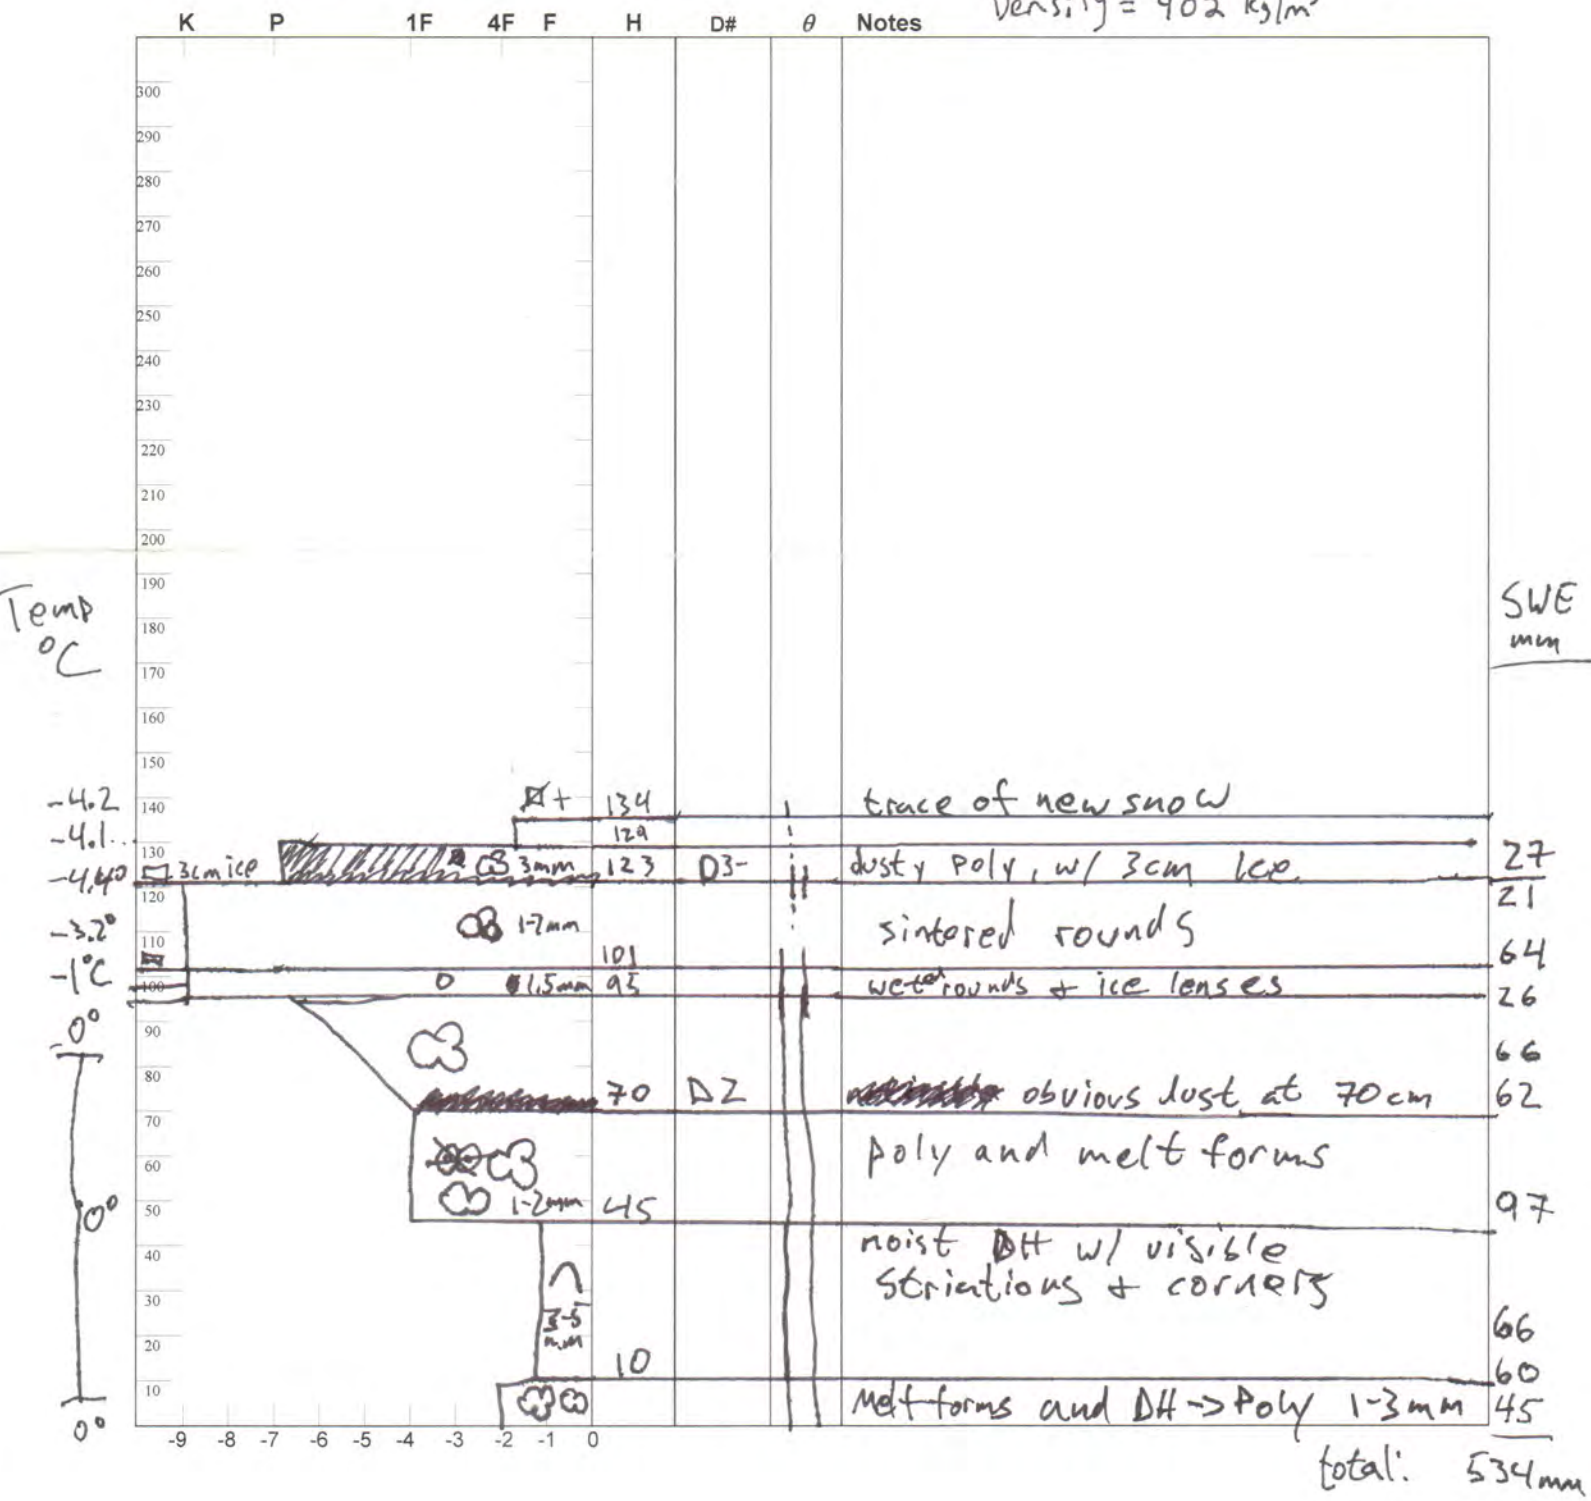 Density = 402 kg/m³
K P 1F 4F F H D# θ Notes
300
290
280
270
260
250
240
230
220
210
200
190
Temp °C
SWE mm
180
170
160
150
-4.2 140 + 134 trace of new snow
-4.1 129
130 27
-4.4° 3cm ice 3mm 123 D3- dusty poly, w/ 3cm Ice
120 21
-3.2° 1-2mm sintered rounds
110
101 64
-1°C 100 1.5mm 95 wet rounds + ice lenses 26
0° 90
66
80
70 D2 obvious dust at 70 cm 62
70
poly and melt forms
60
0° 50 1-2mm 45 97
40 moist DH w/ visible
striations + corners
30 3-5 mm
66
20
10 60
10 Melt forms and DH -> Poly 1-3mm 45
0°
-9 -8 -7 -6 -5 -4 -3 -2 -1 0
total: 534mm